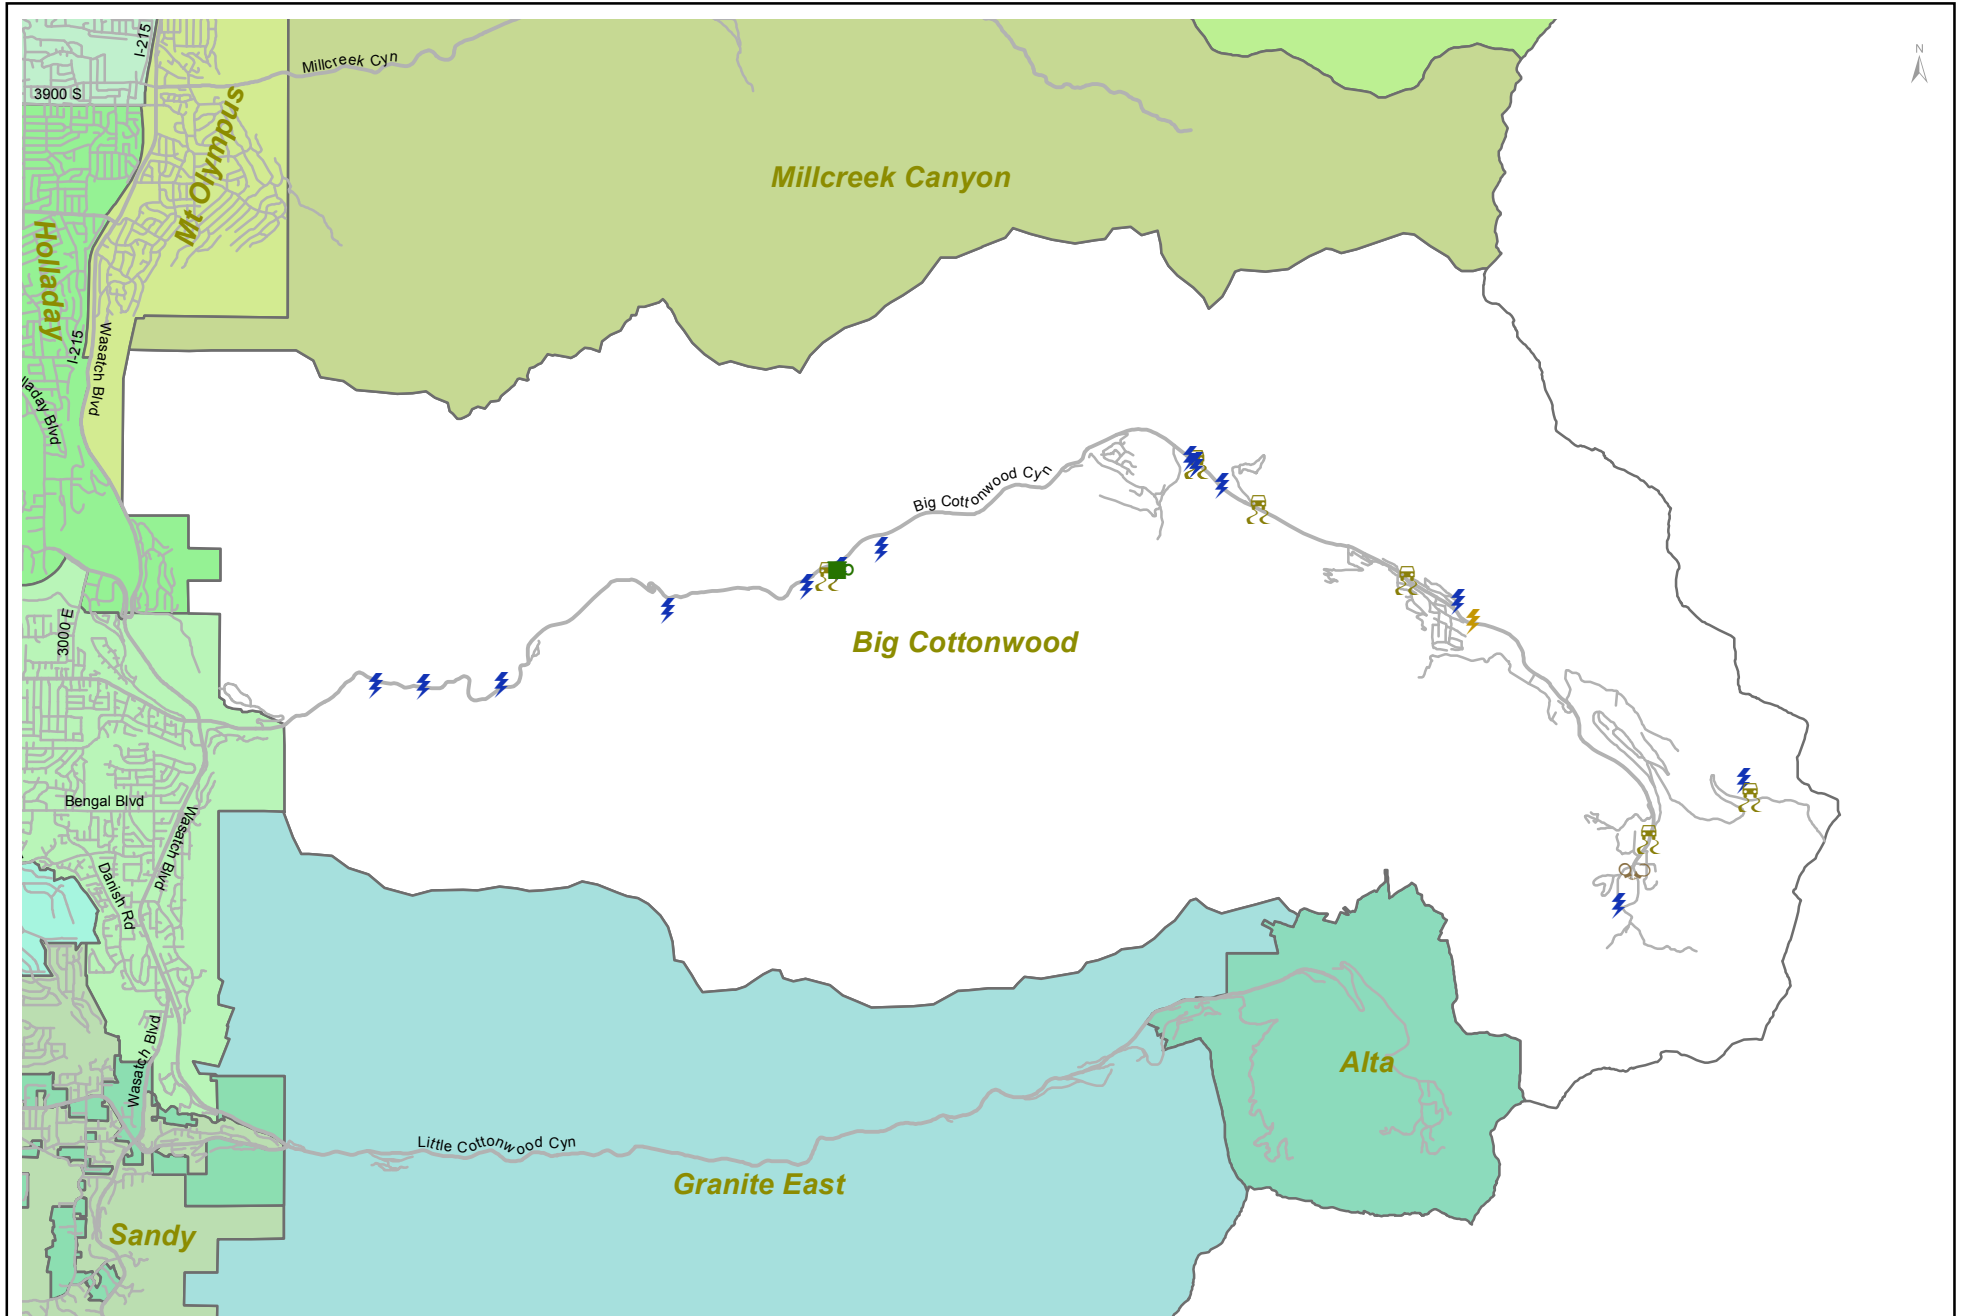 N
I-215
Millcreek Cyn
3900 S
Mt Olympus
Millcreek Canyon
Holladay
I-215
Wasatch Blvd
lladay Blvd
Big Cottonwood Cyn
3000 E
Big Cottonwood
Bengal Blvd
Wasatch Blvd
Danish Rd
Wasatch Blvd
Alta
Little Cottonwood Cyn
Granite East
Sandy